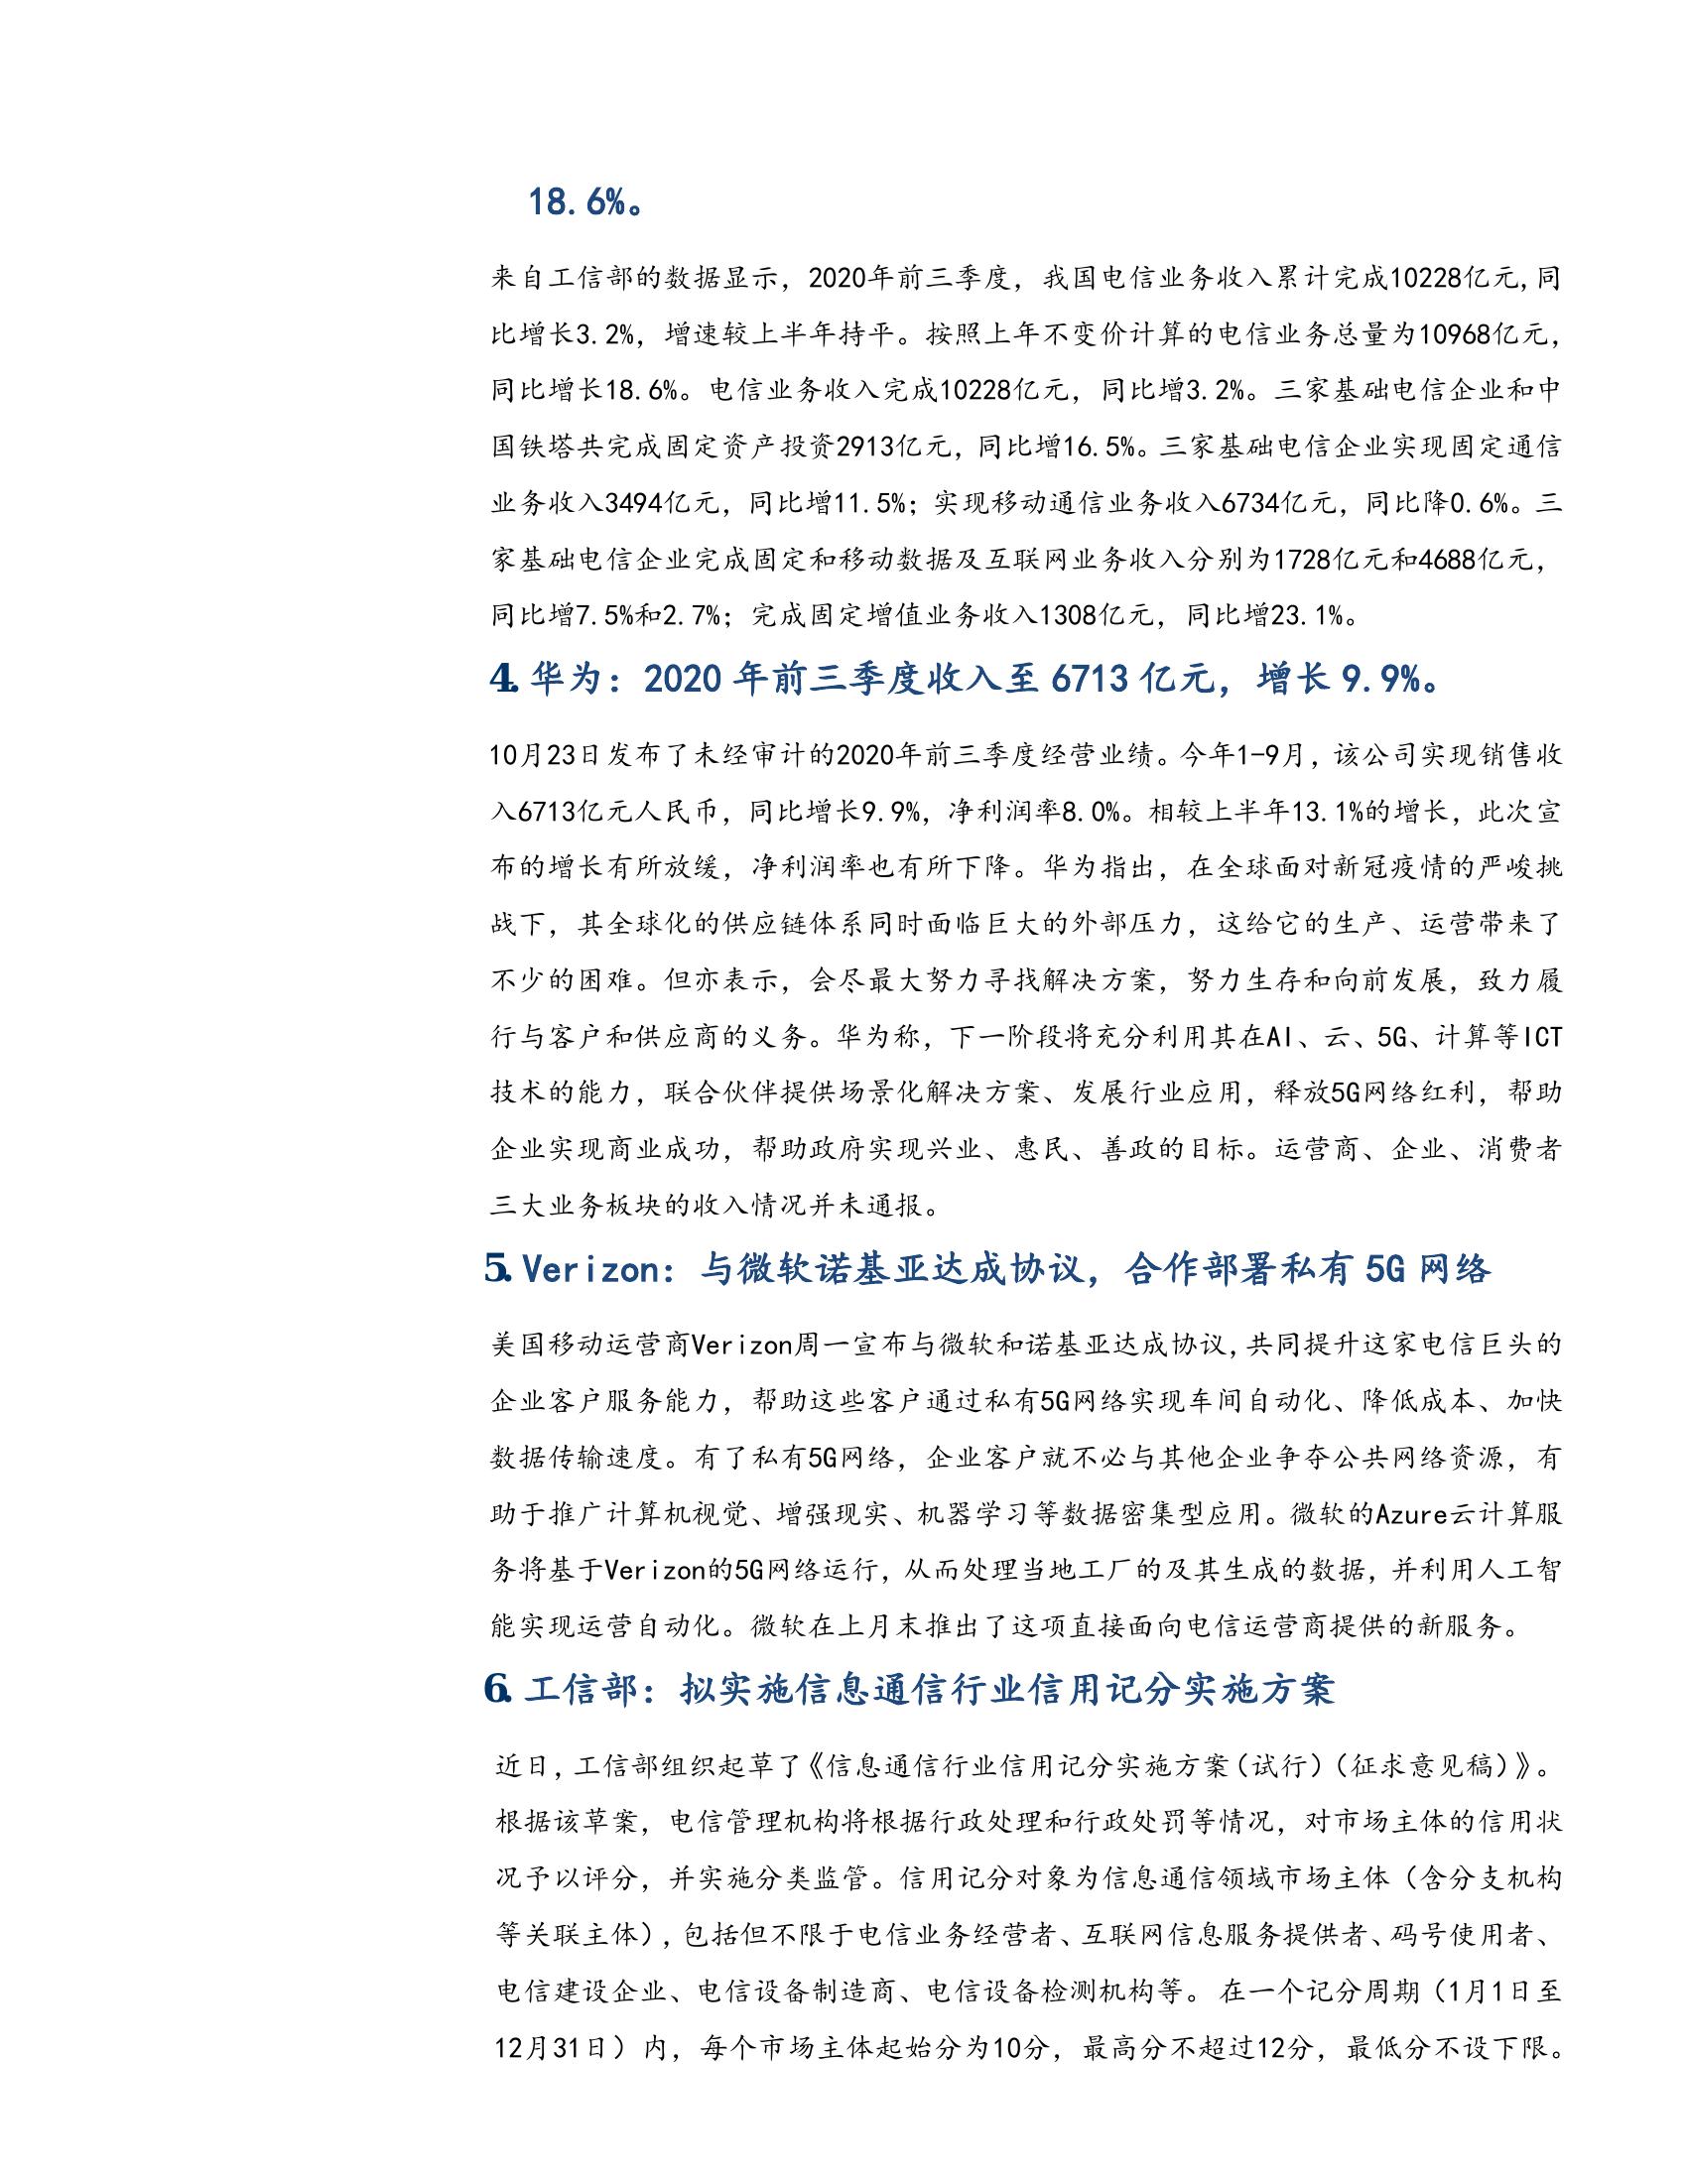 18.6%。
来自工信部的数据显示，2020年前三季度，我国电信业务收入累计完成10228亿元,同
比增长3.2%，增速较上半年持平。按照上年不变价计算的电信业务总量为10968亿元，
同比增长18.6%。电信业务收入完成10228亿元，同比增3.2%。三家基础电信企业和中
国铁塔共完成固定资产投资2913亿元，同比增16.5%。三家基础电信企业实现固定通信
业务收入3494亿元，同比增11.5%；实现移动通信业务收入6734亿元，同比降0.6%。三
家基础电信企业完成固定和移动数据及互联网业务收入分别为1728亿元和4688亿元，
同比增7.5%和2.7%；完成固定增值业务收入1308亿元，同比增23.1%。
4. 华为：2020 年前三季度收入至 6713 亿元，增长 9.9%。
10月23日发布了未经审计的2020年前三季度经营业绩。今年1-9月，该公司实现销售收
入6713亿元人民币，同比增长9.9%，净利润率8.0%。相较上半年13.1%的增长，此次宣
布的增长有所放缓，净利润率也有所下降。华为指出，在全球面对新冠疫情的严峻挑
战下，其全球化的供应链体系同时面临巨大的外部压力，这给它的生产、运营带来了
不少的困难。但亦表示，会尽最大努力寻找解决方案，努力生存和向前发展，致力履
行与客户和供应商的义务。华为称，下一阶段将充分利用其在AI、云、5G、计算等ICT
技术的能力，联合伙伴提供场景化解决方案、发展行业应用，释放5G网络红利，帮助
企业实现商业成功，帮助政府实现兴业、惠民、善政的目标。运营商、企业、消费者
三大业务板块的收入情况并未通报。
5. Verizon：与微软诺基亚达成协议，合作部署私有 5G 网络
美国移动运营商Verizon周一宣布与微软和诺基亚达成协议,共同提升这家电信巨头的
企业客户服务能力，帮助这些客户通过私有5G网络实现车间自动化、降低成本、加快
数据传输速度。有了私有5G网络，企业客户就不必与其他企业争夺公共网络资源，有
助于推广计算机视觉、增强现实、机器学习等数据密集型应用。微软的Azure云计算服
务将基于Verizon的5G网络运行，从而处理当地工厂的及其生成的数据，并利用人工智
能实现运营自动化。微软在上月末推出了这项直接面向电信运营商提供的新服务。
6. 工信部：拟实施信息通信行业信用记分实施方案
近日，工信部组织起草了《信息通信行业信用记分实施方案（试行）（征求意见稿）》。
根据该草案，电信管理机构将根据行政处理和行政处罚等情况，对市场主体的信用状
况予以评分，并实施分类监管。信用记分对象为信息通信领域市场主体（含分支机构
等关联主体），包括但不限于电信业务经营者、互联网信息服务提供者、码号使用者、
电信建设企业、电信设备制造商、电信设备检测机构等。 在一个记分周期（1月1日至
12月31日）内，每个市场主体起始分为10分，最高分不超过12分，最低分不设下限。